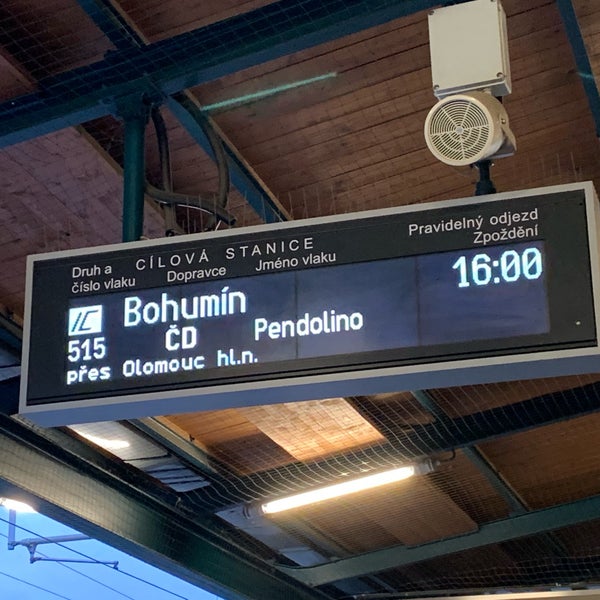 CÍLOVÁ STANICE
Pravidelný odjezd
Druh a
číslo vlaku
Dopravce
Jméno vlaku
Zpoždění
IC
Bohumín
16:00
515
ČD
Pendolino
přes Olomouc hl.n.